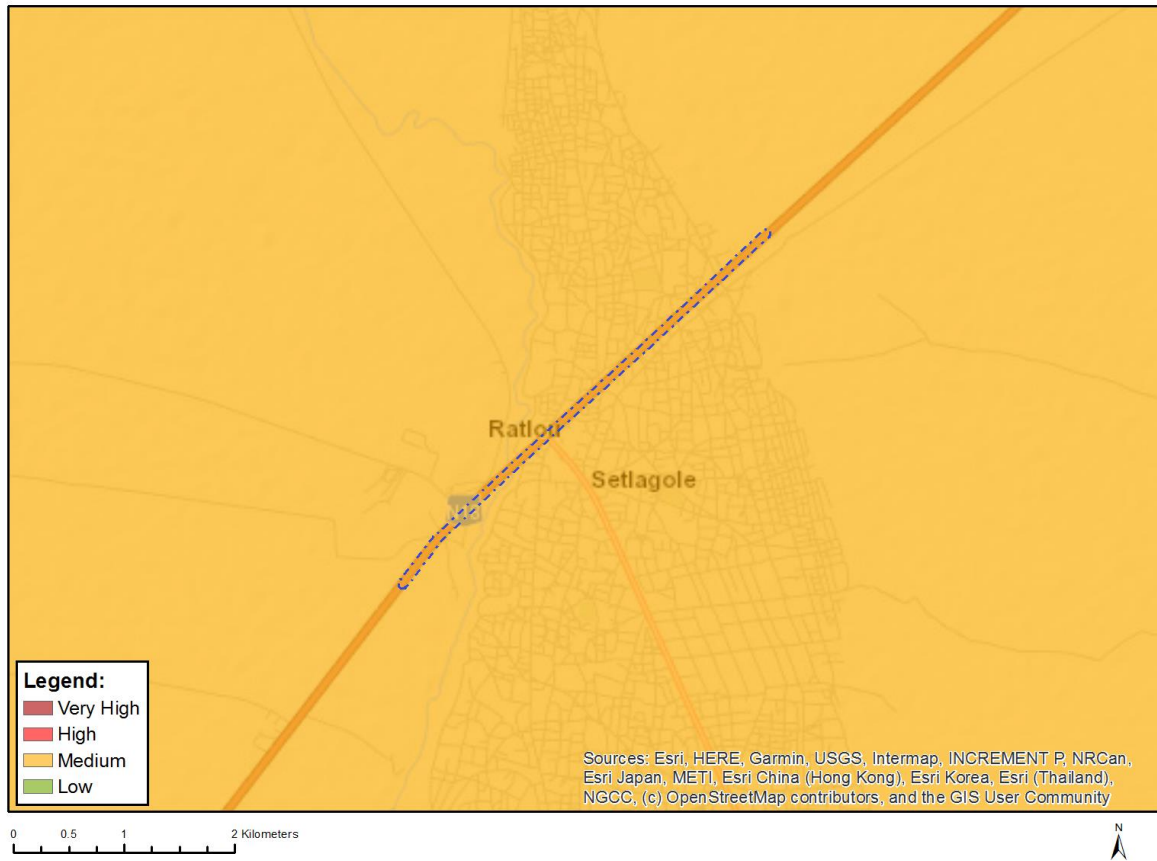 Ratlou
Setlagole
Legend:
Very High
High
Medium
Low
Sources: Esri, HERE, Garmin, USGS, Intermap, INCREMENT P, NRCan,
Esri Japan, METI, Esri China (Hong Kong), Esri Korea, Esri (Thailand),
NGCC, (c) OpenStreetMap contributors, and the GIS User Community
0 0.5 1 2 Kilometers
N